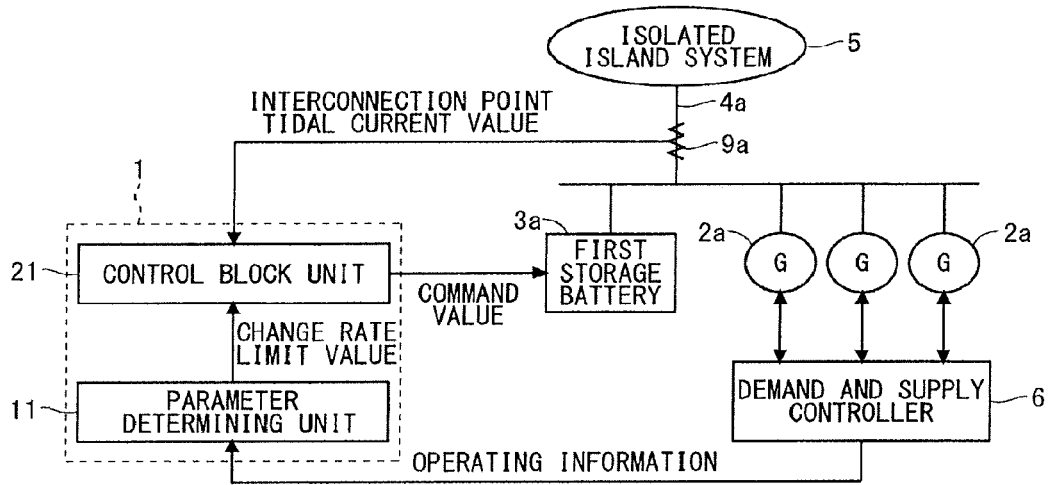 ISOLATED
ISLAND SYSTEM
5
4a
INTERCONNECTION POINT
TIDAL CURRENT VALUE
9a
1
3a
2a
2a
FIRST
STORAGE
BATTERY
G
G
G
21
CONTROL BLOCK UNIT
COMMAND
VALUE
CHANGE RATE
LIMIT VALUE
11
PARAMETER
DETERMINING UNIT
DEMAND AND SUPPLY
CONTROLLER
6
OPERATING INFORMATION